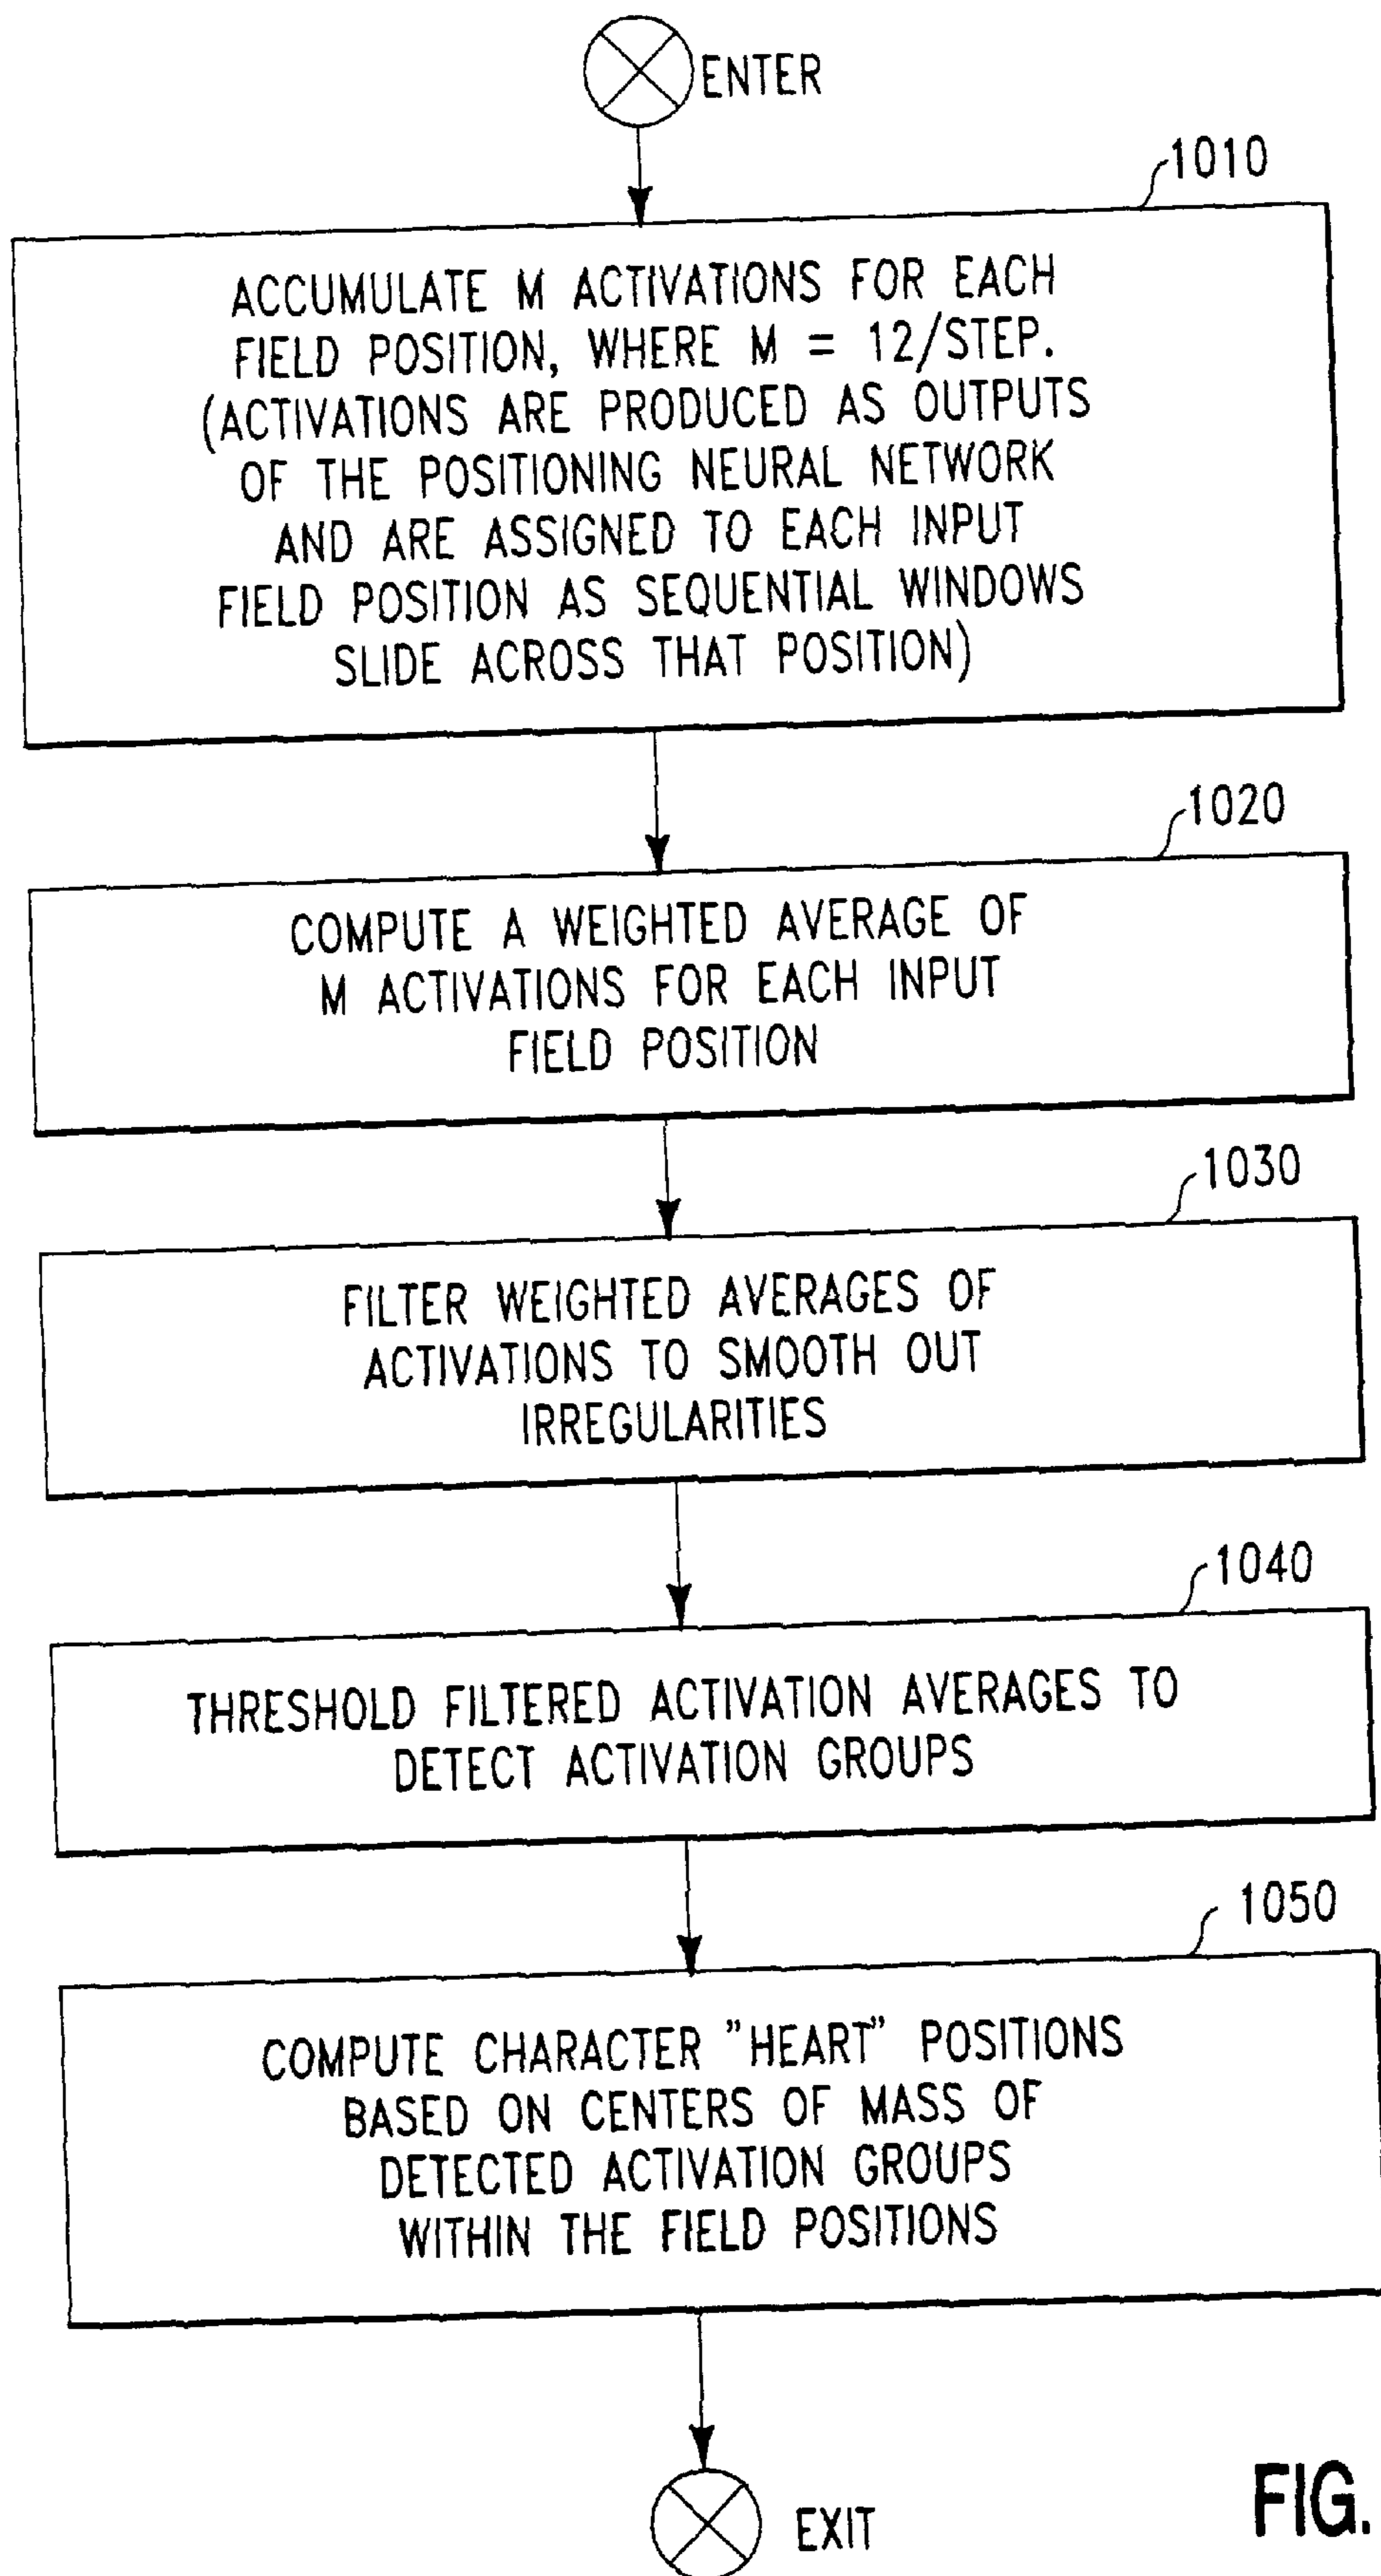 ENTER
1010
ACCUMULATE M ACTIVATIONS FOR EACH
FIELD POSITION, WHERE M = 12/STEP.
(ACTIVATIONS ARE PRODUCED AS OUTPUTS
OF THE POSITIONING NEURAL NETWORK
AND ARE ASSIGNED TO EACH INPUT
FIELD POSITION AS SEQUENTIAL WINDOWS
SLIDE ACROSS THAT POSITION)
1020
COMPUTE A WEIGHTED AVERAGE OF
M ACTIVATIONS FOR EACH INPUT
FIELD POSITION
1030
FILTER WEIGHTED AVERAGES OF
ACTIVATIONS TO SMOOTH OUT
IRREGULARITIES
1040
THRESHOLD FILTERED ACTIVATION AVERAGES TO
DETECT ACTIVATION GROUPS
1050
COMPUTE CHARACTER "HEART" POSITIONS
BASED ON CENTERS OF MASS OF
DETECTED ACTIVATION GROUPS
WITHIN THE FIELD POSITIONS
EXIT
FIG.